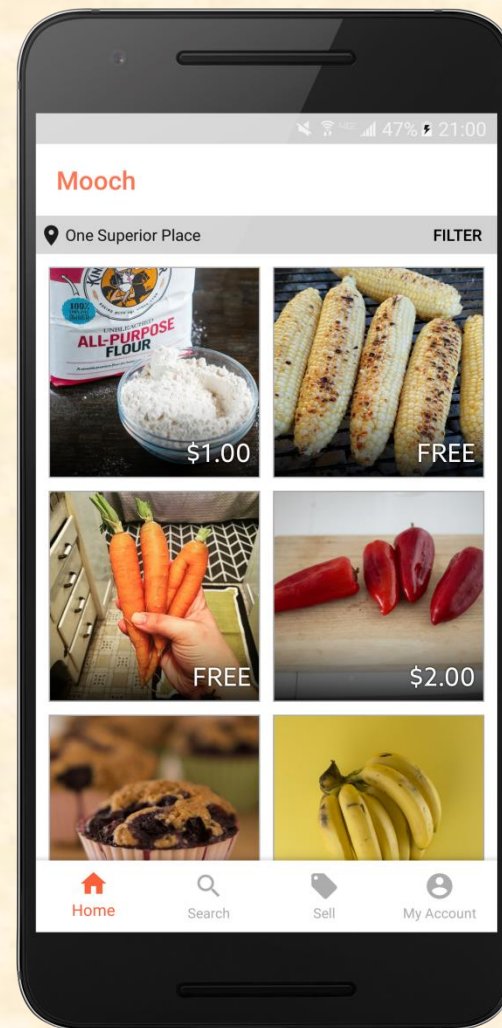 47% 21:00
Mooch
One Superior Place FILTER
100%
UNBLEACHED
ALL-PURPOSE
FLOUR
$1.00
FREE
FREE
$2.00
Home Search Sell My Account